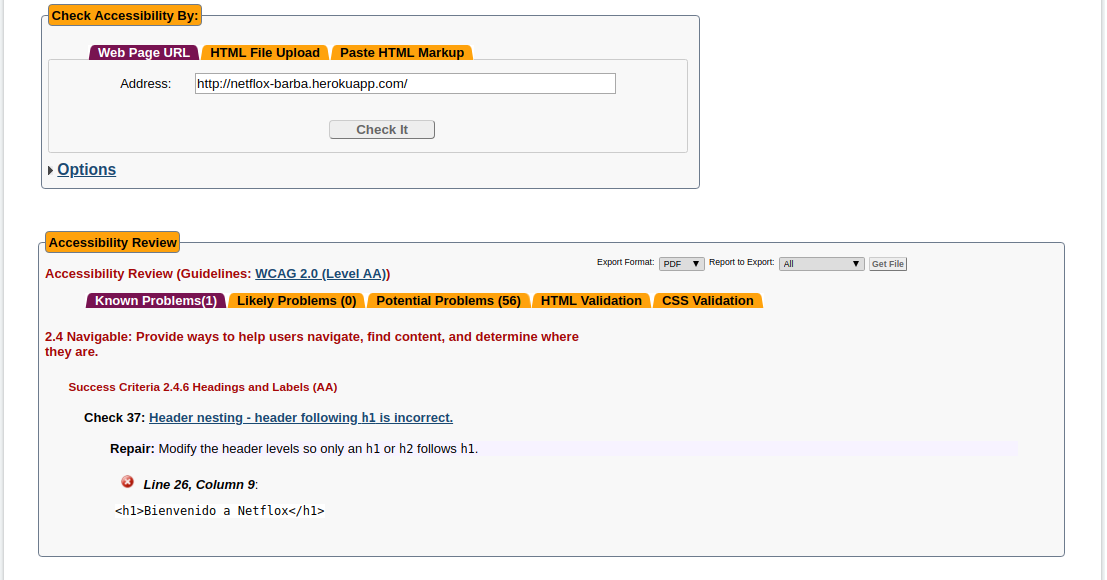 Check Accessibility By:
Web Page URL HTML File Upload Paste HTML Markup
Address: http://netflox-barba.herokuapp.com/
Check It
Options
Accessibility Review
Export Format: PDF Report to Export: All Get File
Accessibility Review (Guidelines: WCAG 2.0 (Level AA))
Known Problems(1) Likely Problems (0) Potential Problems (56) HTML Validation CSS Validation
2.4 Navigable: Provide ways to help users navigate, find content, and determine where
they are.
Success Criteria 2.4.6 Headings and Labels (AA)
Check 37: Header nesting - header following h1 is incorrect.
Repair: Modify the header levels so only an h1 or h2 follows h1.
Line 26, Column 9:
<h1>Bienvenido a Netflox</h1>